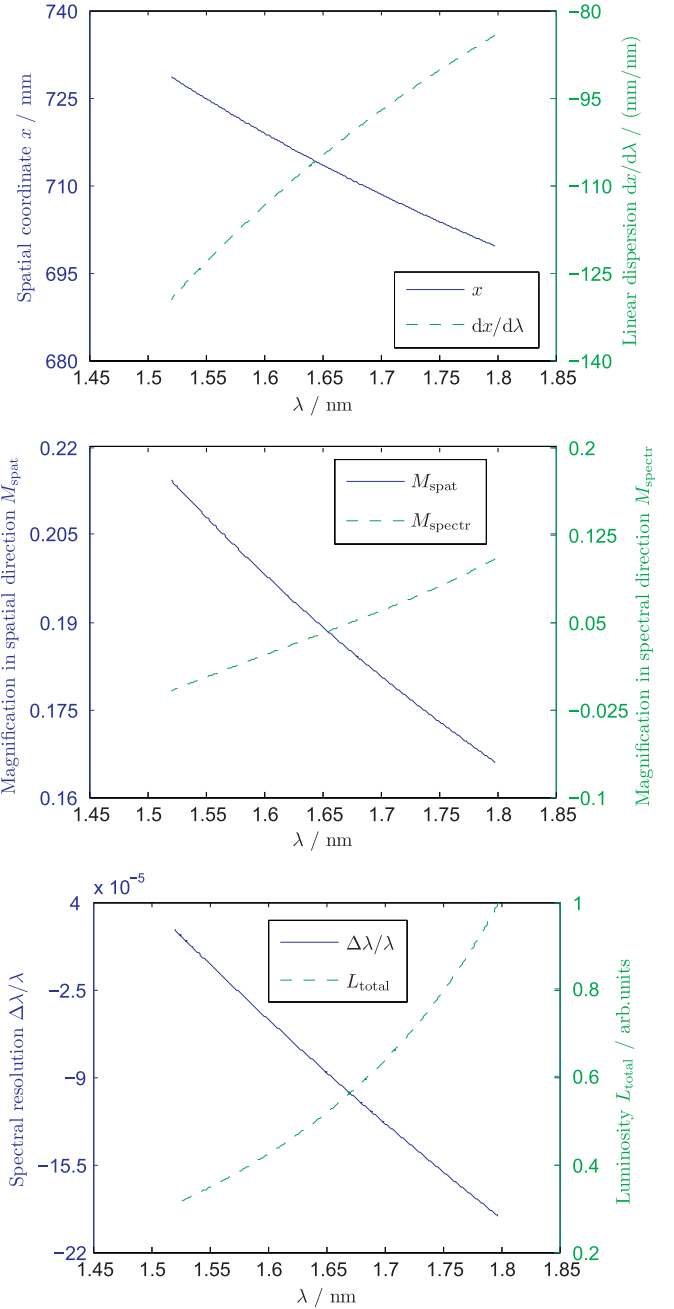 740
725
710
695
680
Spatial coordinate x / mm
−80
−95
−110
−125
−140
Linear dispersion dx/dλ / (mm/nm)
x
dx/dλ
1.45 1.5 1.55 1.6 1.65 1.7 1.75 1.8 1.85
λ / nm
0.22
0.205
0.19
0.175
0.16
Magnification in spatial direction M_spat
0.2
0.125
0.05
−0.025
−0.1
Magnification in spectral direction M_spectr
M_spat
M_spectr
1.45 1.5 1.55 1.6 1.65 1.7 1.75 1.8 1.85
λ / nm
x 10^−5
4
−2.5
−9
−15.5
−22
Spectral resolution Δλ/λ
1
0.8
0.6
0.4
0.2
Luminosity L_total / arb.units
Δλ/λ
L_total
1.45 1.5 1.55 1.6 1.65 1.7 1.75 1.8 1.85
λ / nm